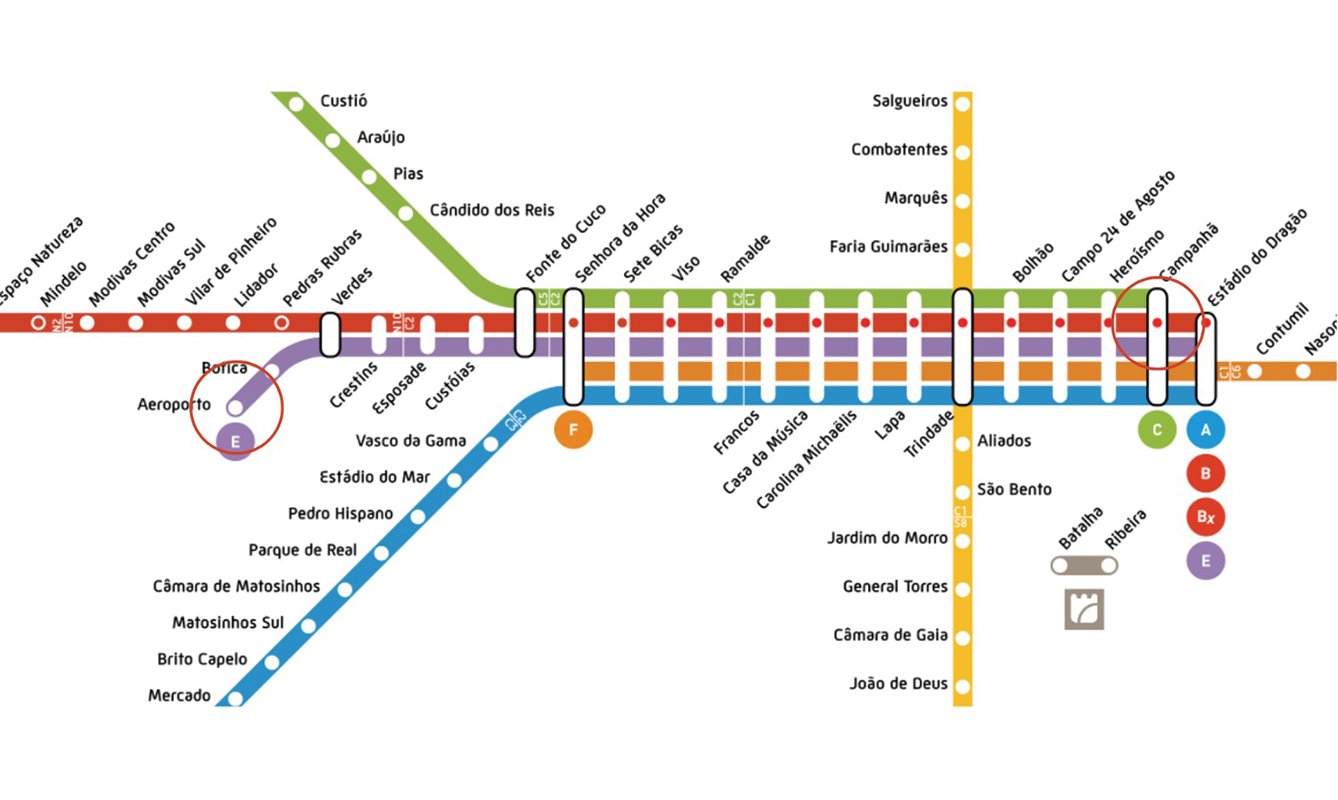 Custió
Araújo
Pias
Cândido dos Reis
Salgueiros
Combatentes
Marquês
Faria Guimarães
spaço Natureza
Mindelo
Modivas Centro
Modivas Sul
Vilar de Pinheiro
Lidador
Pedras Rubras
Verdes
Fonte do Cuco
Senhora da Hora
Sete Bicas
Viso
Ramalde
Bolhão
Campo 24 de Agosto
Heroísmo
Campanhã
Estádio do Dragão
Contumil
Naso
N2
N10
N10
C2
C5
C2
C2
C1
C1
C6
Botica
Aeroporto
E
Crestins
Esposade
Custóias
F
Francos
Casa da Música
Carolina Michaëlis
Lapa
Trindade
C
A
B
Bx
E
Vasco da Gama
Estádio do Mar
Pedro Hispano
Parque de Real
Câmara de Matosinhos
Matosinhos Sul
Brito Capelo
Mercado
Aliados
São Bento
C1
S8
Jardim do Morro
General Torres
Câmara de Gaia
João de Deus
Batalha
Ribeira